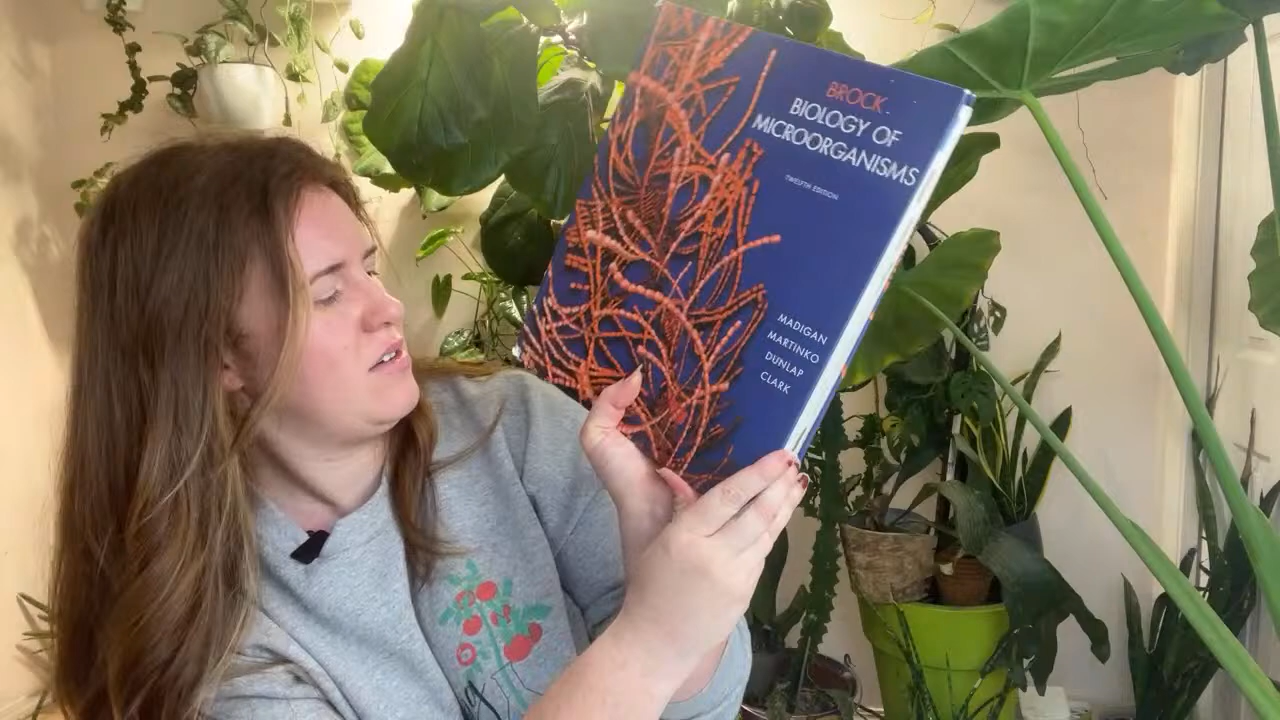 BROCK
BIOLOGY OF
MICROORGANISMS
TWELFTH EDITION
MADIGAN
MARTINKO
DUNLAP
CLARK